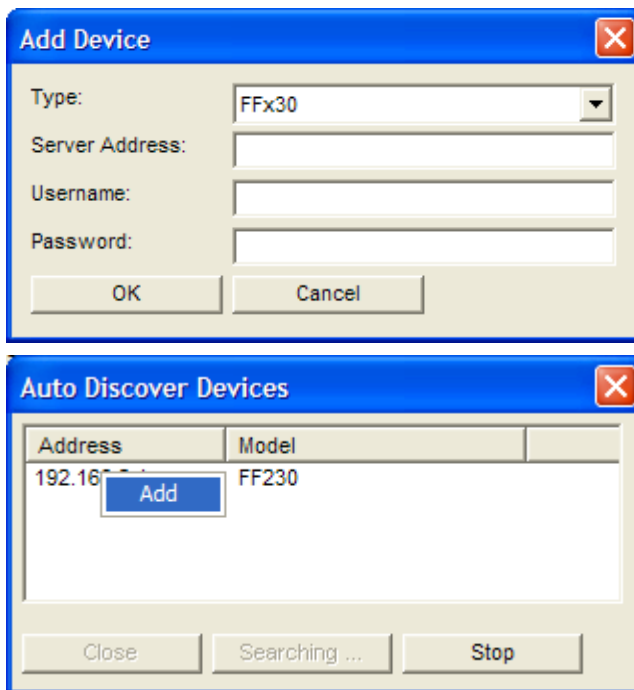 Add Device
Type: FFx30
Server Address:
Username:
Password:
OK Cancel
Auto Discover Devices
Address Model
FF230
Add
Close Searching ... Stop